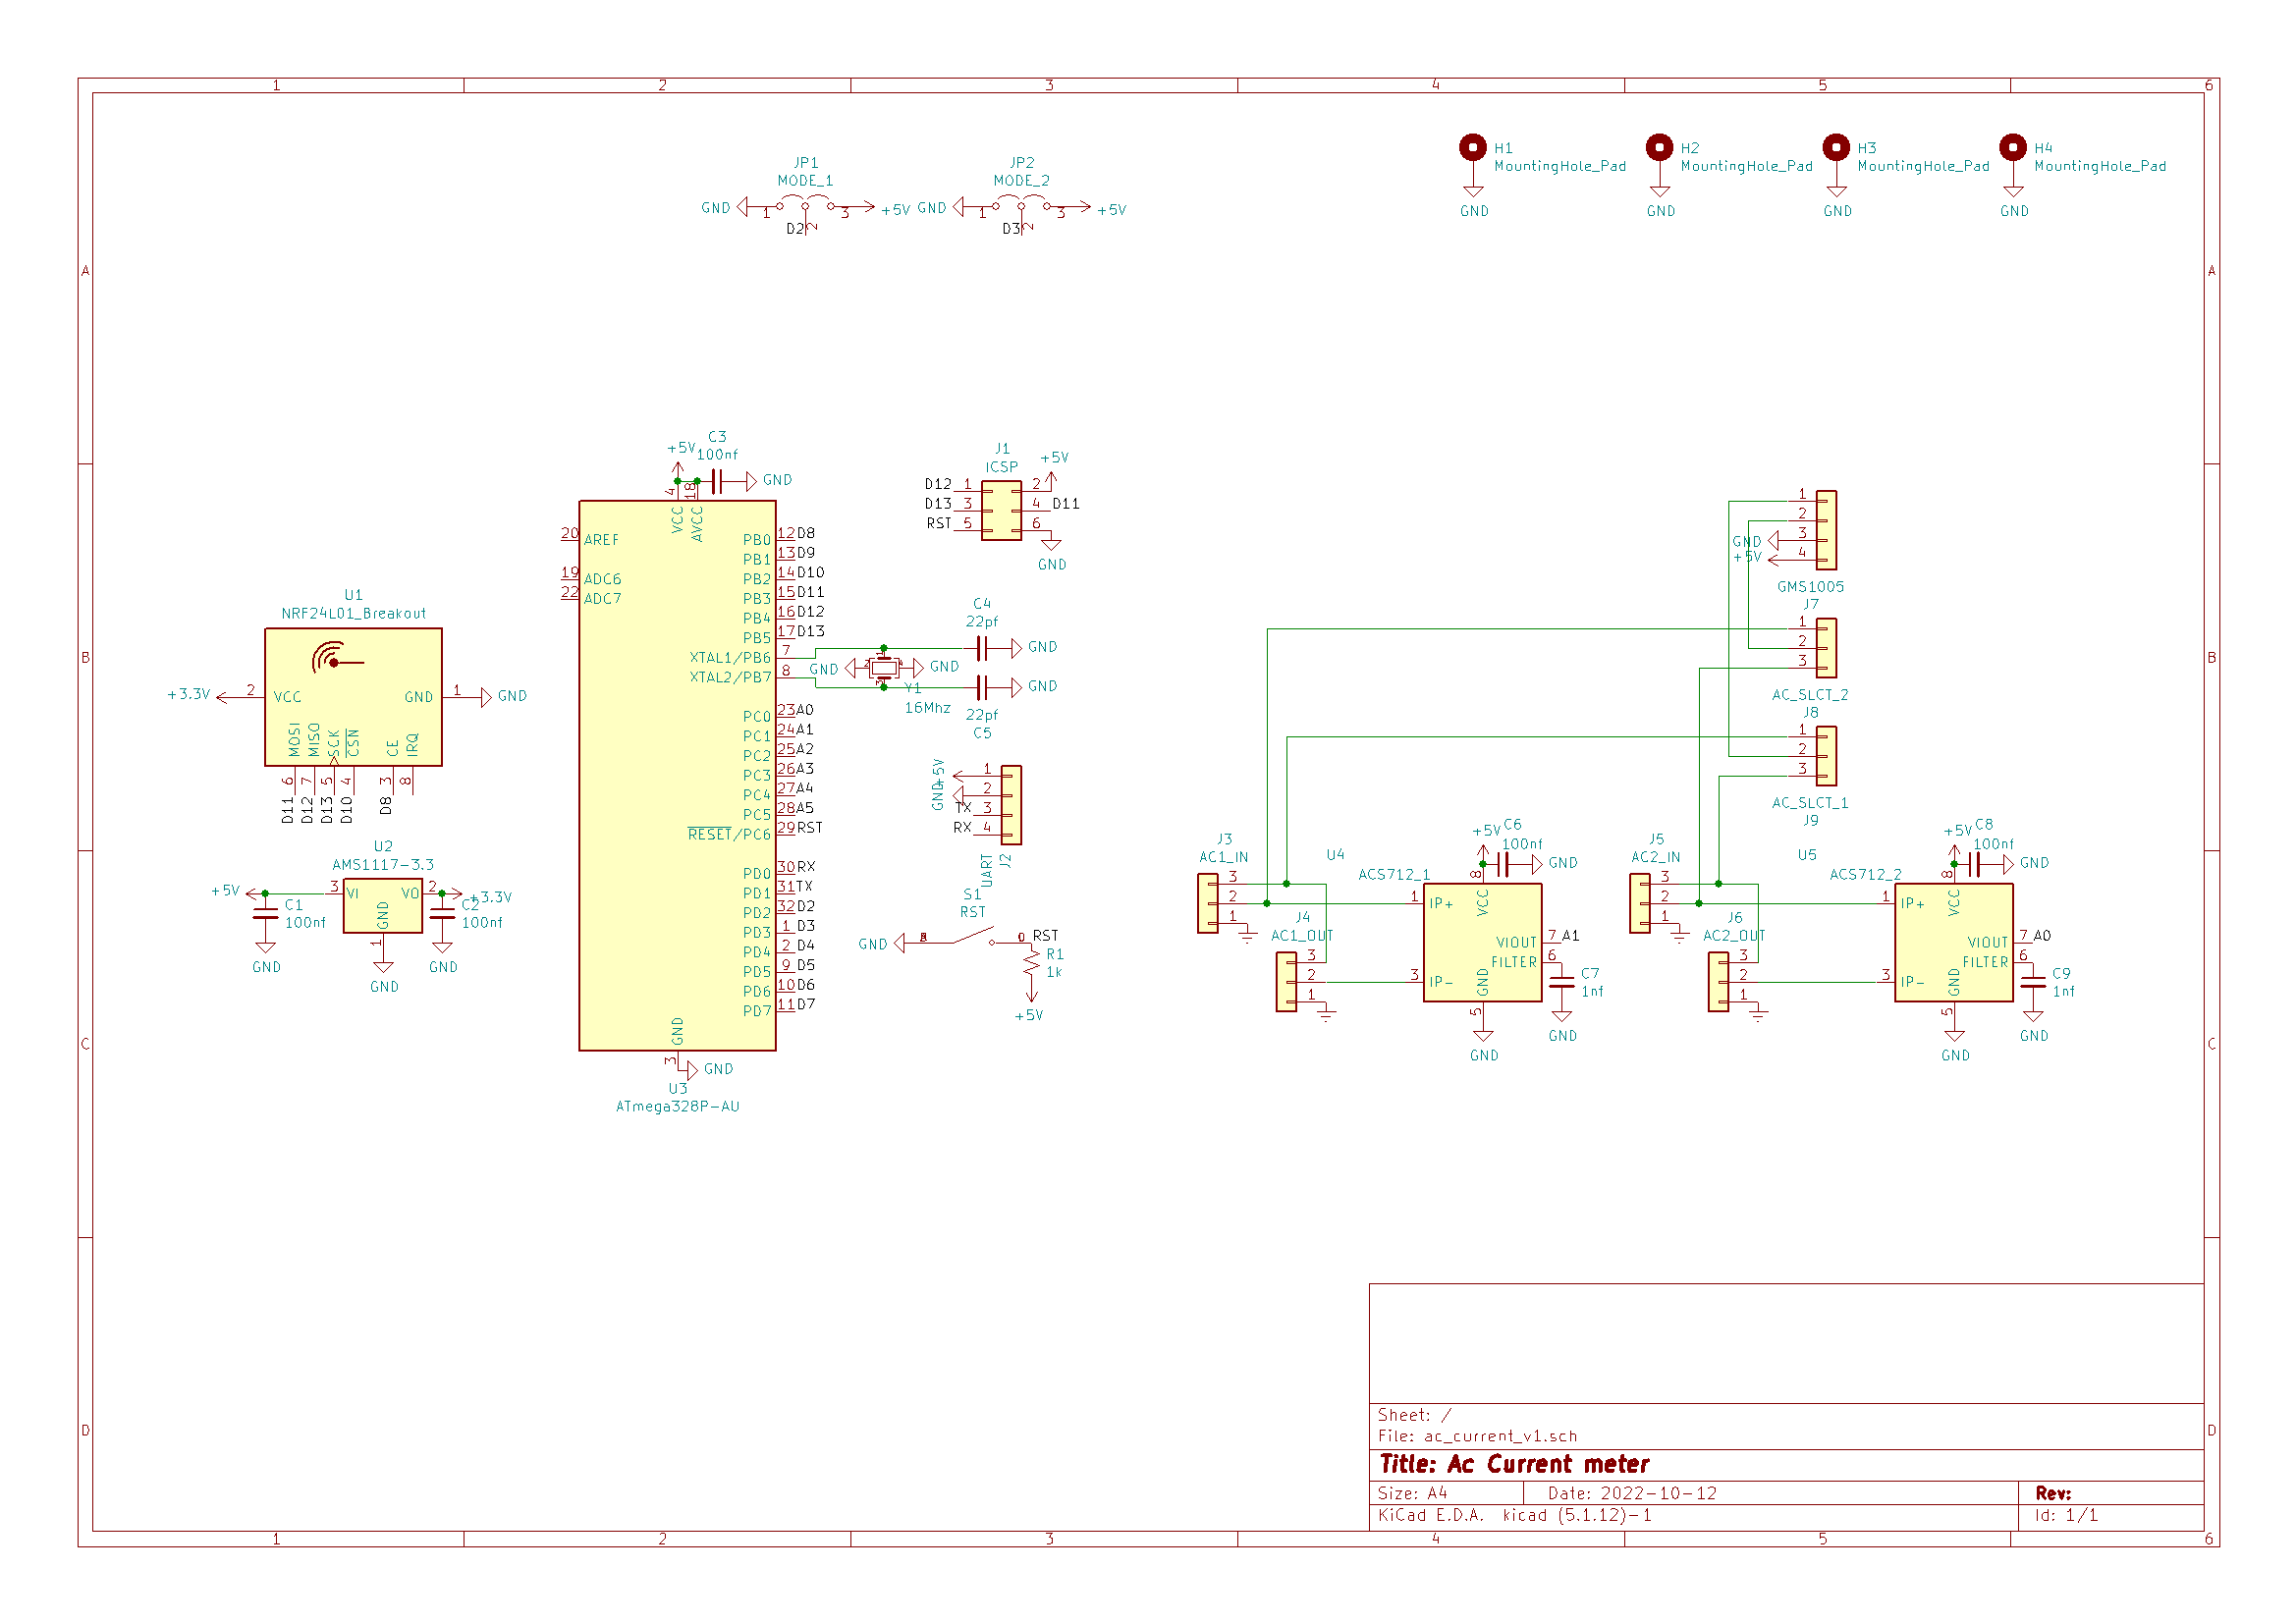 1 2 3 4 5 6
A
B
C
D
A
B
C
D
JP1
MODE_1
GND 1 3 +5V
D2 2
JP2
MODE_2
GND 1 3 +5V
D3 2
H1
MountingHole_Pad
GND
H2
MountingHole_Pad
GND
H3
MountingHole_Pad
GND
H4
MountingHole_Pad
GND
U1
NRF24L01_Breakout
+3.3V 2 VCC GND 1 GND
MOSI MISO SCK CSN CE IRQ
6 7 5 4 3 8
D11 D12 D13 D10 D8
U2
AMS1117-3.3
+5V 3 VI VO 2 +3.3V
GND
1
C1
100nf
GND
C2
100nf
GND
GND
+5V
C3
100nf
GND
4 18
VCC AVCC
20 AREF
19 ADC6
22 ADC7
PB0 12 D8
PB1 13 D9
PB2 14 D10
PB3 15 D11
PB4 16 D12
PB5 17 D13
XTAL1/PB6 7
XTAL2/PB7 8
PC0 23 A0
PC1 24 A1
PC2 25 A2
PC3 26 A3
PC4 27 A4
PC5 28 A5
RESET/PC6 29 RST
PD0 30 RX
PD1 31 TX
PD2 32 D2
PD3 1 D3
PD4 2 D4
PD5 9 D5
PD6 10 D6
PD7 11 D7
GND
3
GND
U3
ATmega328P-AU
J1
ICSP
+5V
D12 1 2
D13 3 4 D11
RST 5 6
GND
C4
22pf
GND
GND 2 1 4 3 GND
Y1
16Mhz
GND
22pf
C5
+5V 1
GND 2
TX 3
RX 4
UART
J2
S1
RST
GND RST
R1
1k
+5V
1
2
GND 3
+5V 4
GMS1005
J7
1
2
3
AC_SLCT_2
J8
1
2
3
AC_SLCT_1
J9
J3
AC1_IN
3
2
1
J4
AC1_OUT
3
2
1
U4
ACS712_1
+5V
C6
100nf
GND
8
VCC
1 IP+
3 IP-
VIOUT 7 A1
FILTER 6
GND
5
GND
C7
1nf
GND
J5
AC2_IN
3
2
1
J6
AC2_OUT
3
2
1
U5
ACS712_2
+5V
C8
100nf
GND
8
VCC
1 IP+
3 IP-
VIOUT 7 A0
FILTER 6
GND
5
GND
C9
1nf
GND
Sheet: /
File: ac_current_v1.sch
Title: Ac Current meter
Size: A4 Date: 2022-10-12 Rev:
KiCad E.D.A. kicad (5.1.12)-1 Id: 1/1
1 2 3 4 5 6